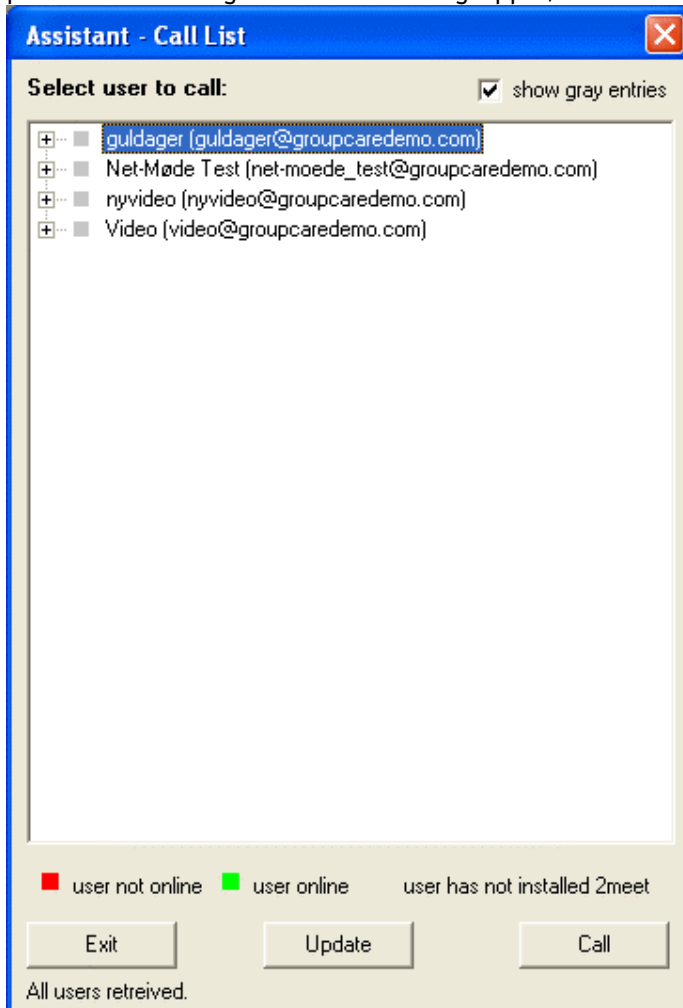 Assistant - Call List
Select user to call: show gray entries
guldager (guldager@groupcaredemo.com)
Net-Møde Test (net-moede_test@groupcaredemo.com)
nyvideo (nyvideo@groupcaredemo.com)
Video (video@groupcaredemo.com)
user not online user online user has not installed 2meet
Exit Update Call
All users retreived.